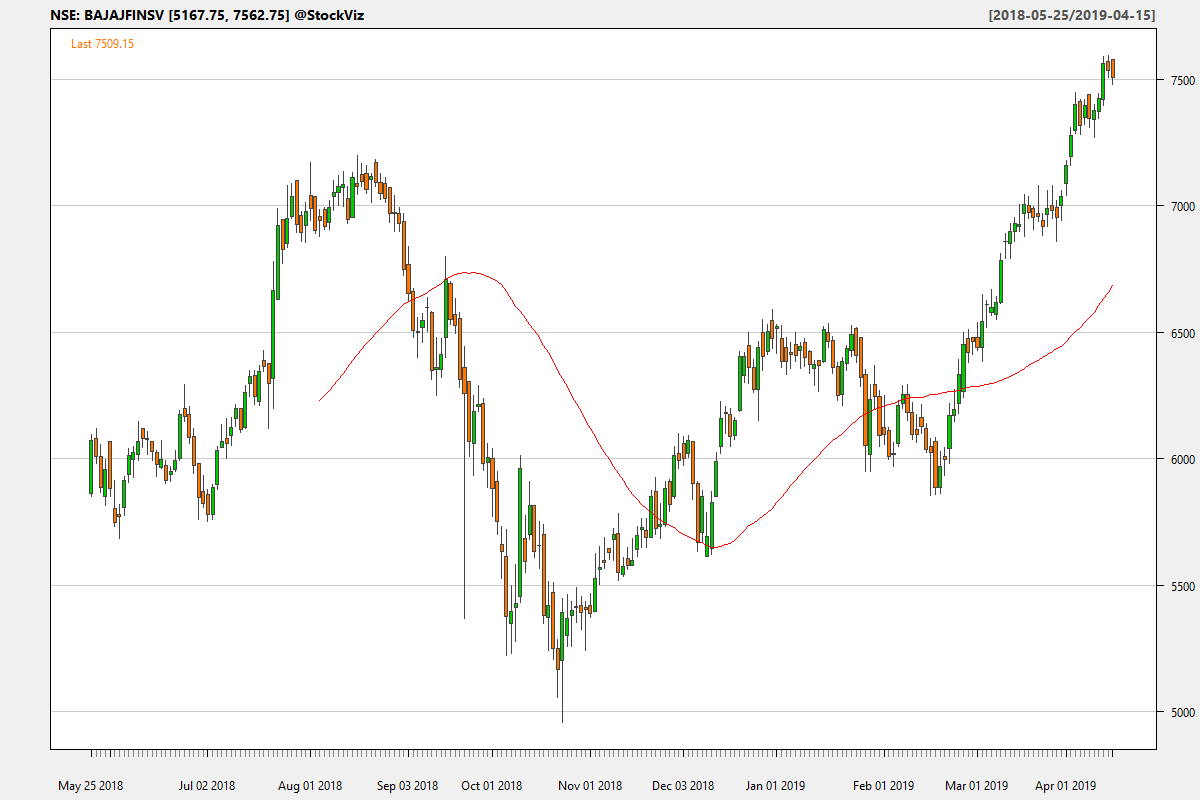 NSE: BAJAJFINSV [5167.75, 7562.75] @StockViz
[2018-05-25/2019-04-15]
Last 7509.15
7500
7000
6500
6000
5500
5000
May 25 2018 Jul 02 2018 Aug 01 2018 Sep 03 2018 Oct 01 2018 Nov 01 2018 Dec 03 2018 Jan 01 2019 Feb 01 2019 Mar 01 2019 Apr 01 2019